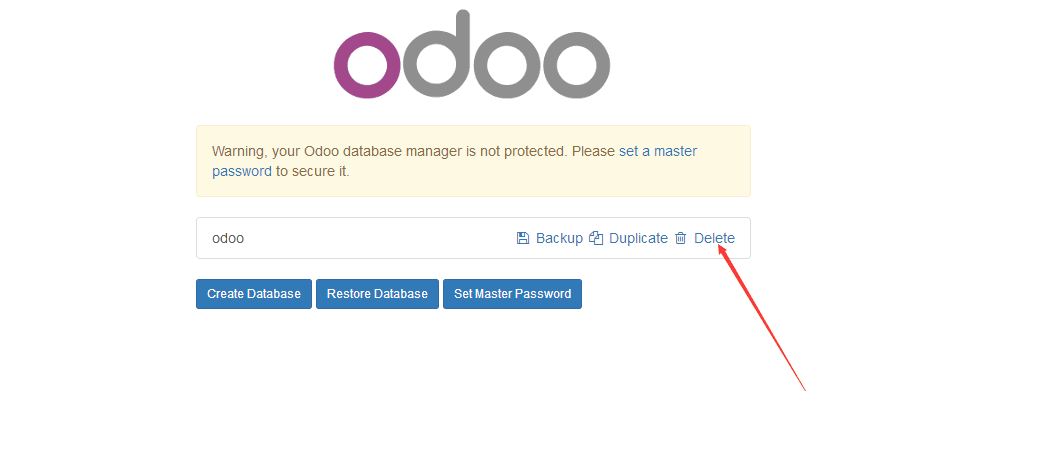 odoo
Warning, your Odoo database manager is not protected. Please set a master
password to secure it.
odoo Backup Duplicate Delete
Create Database Restore Database Set Master Password